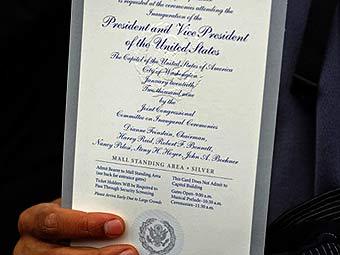 is requested at the ceremonies attending the
Inauguration of the
President and Vice President
of the United States
The Capitol of the United States of America
City of Washington
January twentieth
Two thousand nine
by the
Joint Congressional
Committee on Inaugural Ceremonies
Dianne Feinstein, Chairman,
Harry Reid, Robert F. Bennett,
Nancy Pelosi, Steny H. Hoyer, John A. Boehner
MALL STANDING AREA • SILVER
Admit Bearer to Mall Standing Area
(see back for entrance gates)
Ticket Holders Will be Required to
Pass Through Security Screening
Please Arrive Early Due to Large Crowds
This Card Does Not Admit to
Capitol Building
Gates Open-9:00 a.m.
Musical Prelude-10:30 a.m.
Ceremonies-11:30 a.m.